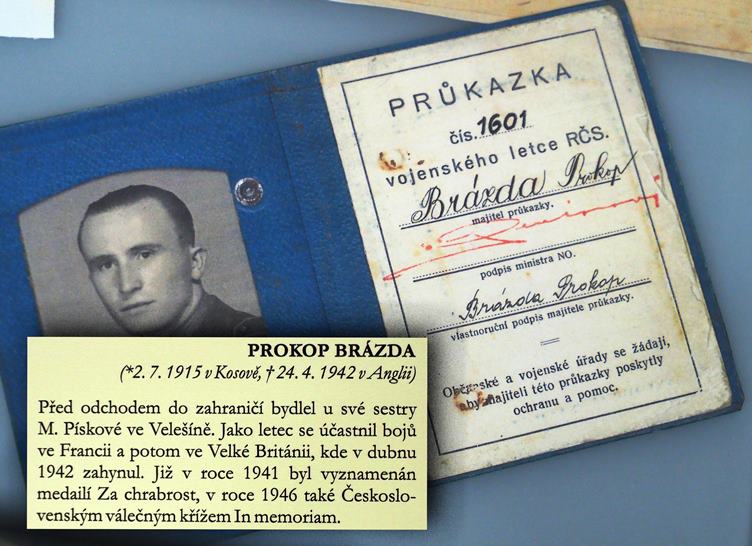 PRŮKAZKA
čís. 1601
vojenského letce RČS.
Brázda Prokop
majitel průkazky.
podpis ministra NO.
Brázda Prokop
vlastnoruční podpis majitele průkazky.
Občanské a vojenské úřady se žádají,
aby majiteli této průkazky poskytly
ochranu a pomoc.
PROKOP BRÁZDA
(*2. 7. 1915 v Kosově, † 24. 4. 1942 v Anglii)
Před odchodem do zahraničí bydlel u své sestry
M. Pískové ve Velešíně. Jako letec se účastnil bojů
ve Francii a potom ve Velké Británii, kde v dubnu
1942 zahynul. Již v roce 1941 byl vyznamenán
medailí Za chrabrost, v roce 1946 také Českoslo-
venským válečným křížem In memoriam.